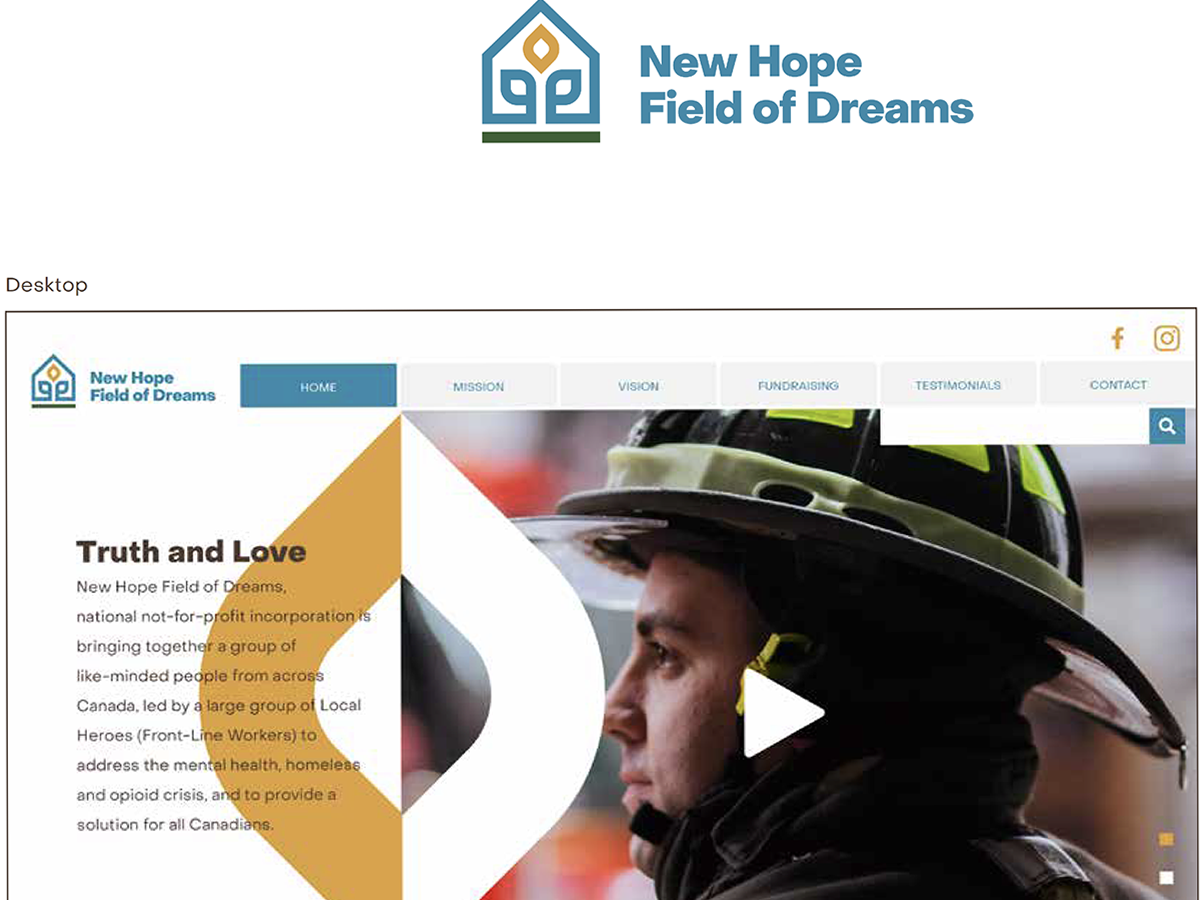 New Hope
Field of Dreams
Desktop
New Hope
Field of Dreams
HOME
MISSION
VISION
FUNDRAISING
TESTIMONIALS
CONTACT
Truth and Love
New Hope Field of Dreams,
national not-for-profit incorporation is
bringing together a group of
like-minded people from across
Canada, led by a large group of Local
Heroes (Front-Line Workers) to
address the mental health, homeless
and opioid crisis, and to provide a
solution for all Canadians.